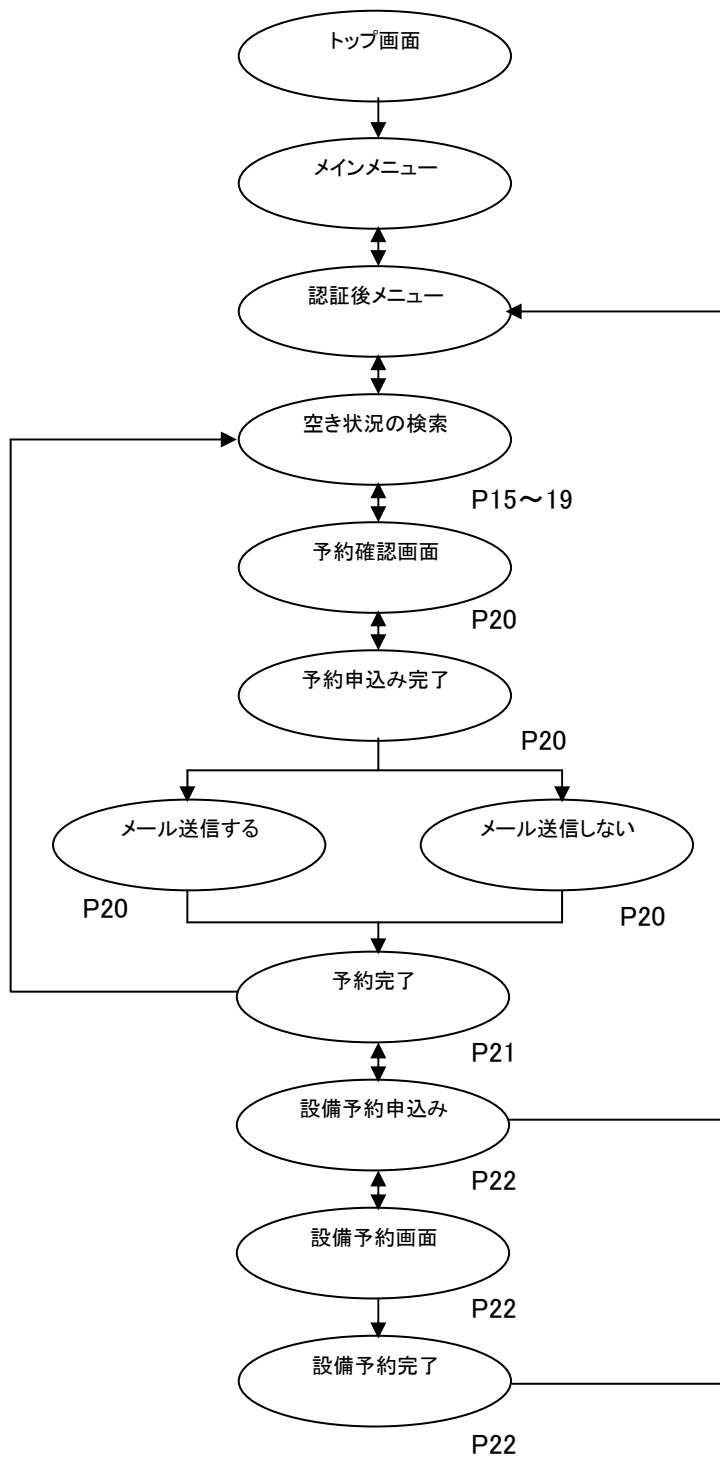 トップ画面
メインメニュー
認証後メニュー
空き状況の検索
P15～19
予約確認画面
P20
予約申込み完了
P20
メール送信する
メール送信しない
P20
P20
予約完了
P21
設備予約申込み
P22
設備予約画面
P22
設備予約完了
P22